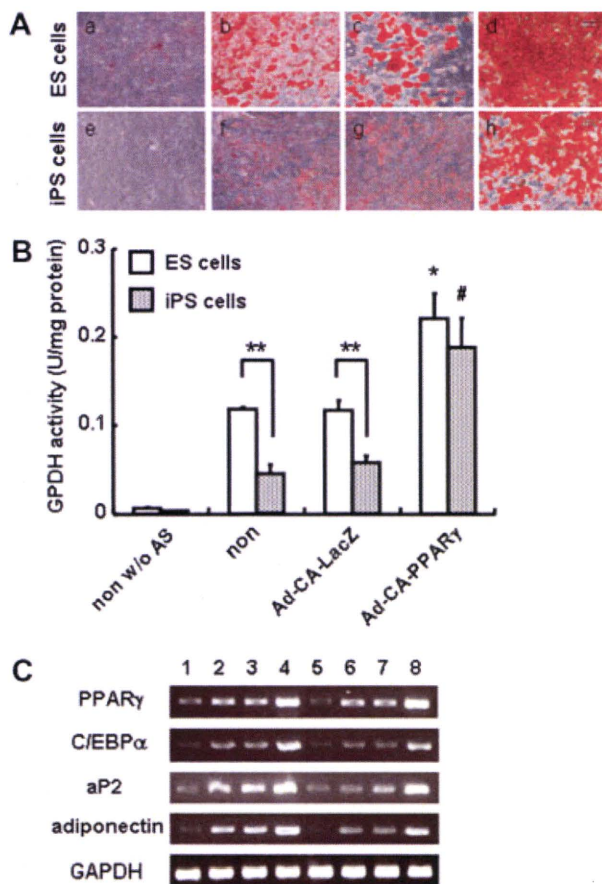 A
ES cells
a
b
c
d
iPS cells
e
f
g
h
B
GPDH activity (U/mg protein)
0.3
0.2
0.1
0
ES cells
iPS cells
**
**
*
#
non w/o AS
non
Ad-CA-LacZ
Ad-CA-PPARγ
C
1 2 3 4 5 6 7 8
PPARγ
C/EBPα
aP2
adiponectin
GAPDH